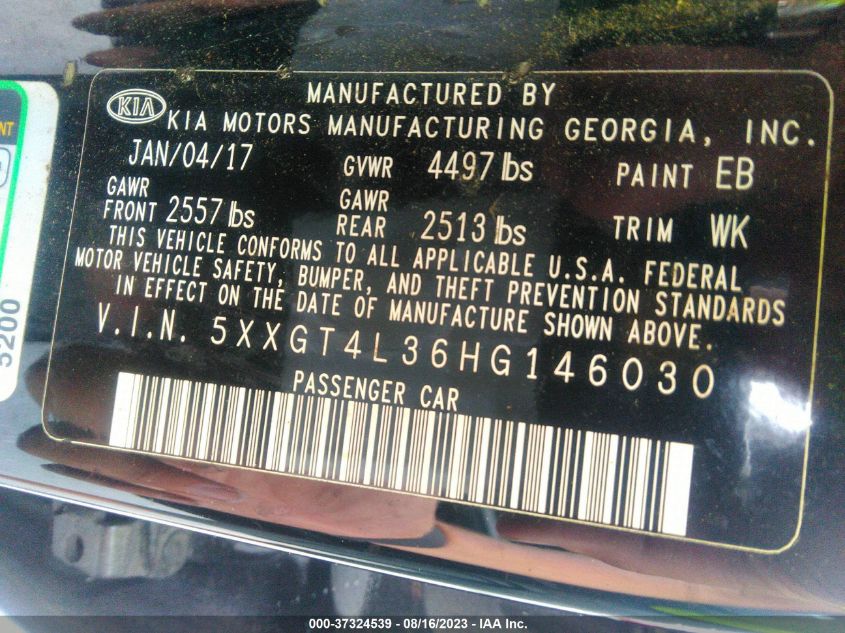 MANUFACTURED BY
KIA KIA MOTORS MANUFACTURING GEORGIA, INC.
JAN/04/17 GVWR 4497 lbs PAINT EB
GAWR GAWR
FRONT 2557 lbs REAR 2513 lbs TRIM WK
THIS VEHICLE CONFORMS TO ALL APPLICABLE U.S.A. FEDERAL
MOTOR VEHICLE SAFETY, BUMPER, AND THEFT PREVENTION STANDARDS
IN EFFECT ON THE DATE OF MANUFACTURE SHOWN ABOVE.
V.I.N. 5XXGT4L36HG146030
PASSENGER CAR
5200
000-37324539 - 08/16/2023 - IAA Inc.